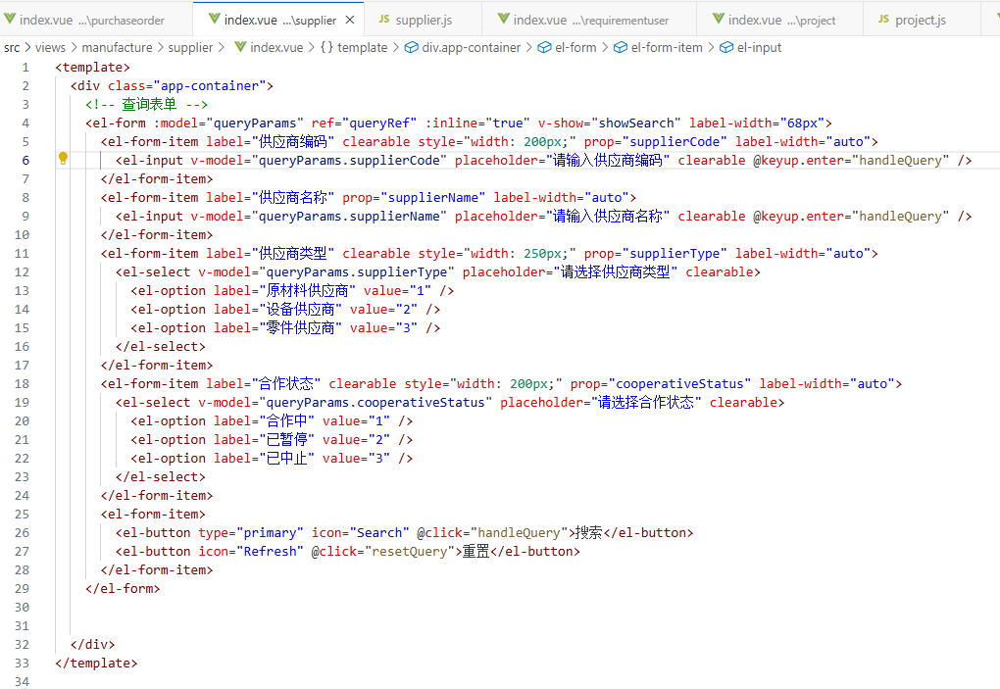 index.vue ...\purchaseorder index.vue ...\supplier JS supplier.js index.vue ...\requirementuser index.vue ...\project JS project.js
src > views > manufacture > supplier > index.vue > {} template > div.app-container > el-form > el-form-item > el-input
1 <template>
2 <div class="app-container">
3 <!-- 查询表单 -->
4 <el-form :model="queryParams" ref="queryRef" :inline="true" v-show="showSearch" label-width="68px">
5 <el-form-item label="供应商编码" clearable style="width: 200px;" prop="supplierCode" label-width="auto">
6 <el-input v-model="queryParams.supplierCode" placeholder="请输入供应商编码" clearable @keyup.enter="handleQuery" />
7 </el-form-item>
8 <el-form-item label="供应商名称" prop="supplierName" label-width="auto">
9 <el-input v-model="queryParams.supplierName" placeholder="请输入供应商名称" clearable @keyup.enter="handleQuery" />
10 </el-form-item>
11 <el-form-item label="供应商类型" clearable style="width: 250px;" prop="supplierType" label-width="auto">
12 <el-select v-model="queryParams.supplierType" placeholder="请选择供应商类型" clearable>
13 <el-option label="原材料供应商" value="1" />
14 <el-option label="设备供应商" value="2" />
15 <el-option label="零件供应商" value="3" />
16 </el-select>
17 </el-form-item>
18 <el-form-item label="合作状态" clearable style="width: 200px;" prop="cooperativeStatus" label-width="auto">
19 <el-select v-model="queryParams.cooperativeStatus" placeholder="请选择合作状态" clearable>
20 <el-option label="合作中" value="1" />
21 <el-option label="已暂停" value="2" />
22 <el-option label="已中止" value="3" />
23 </el-select>
24 </el-form-item>
25 <el-form-item>
26 <el-button type="primary" icon="Search" @click="handleQuery">搜索</el-button>
27 <el-button icon="Refresh" @click="resetQuery">重置</el-button>
28 </el-form-item>
29 </el-form>
30
31
32 </div>
33 </template>
34